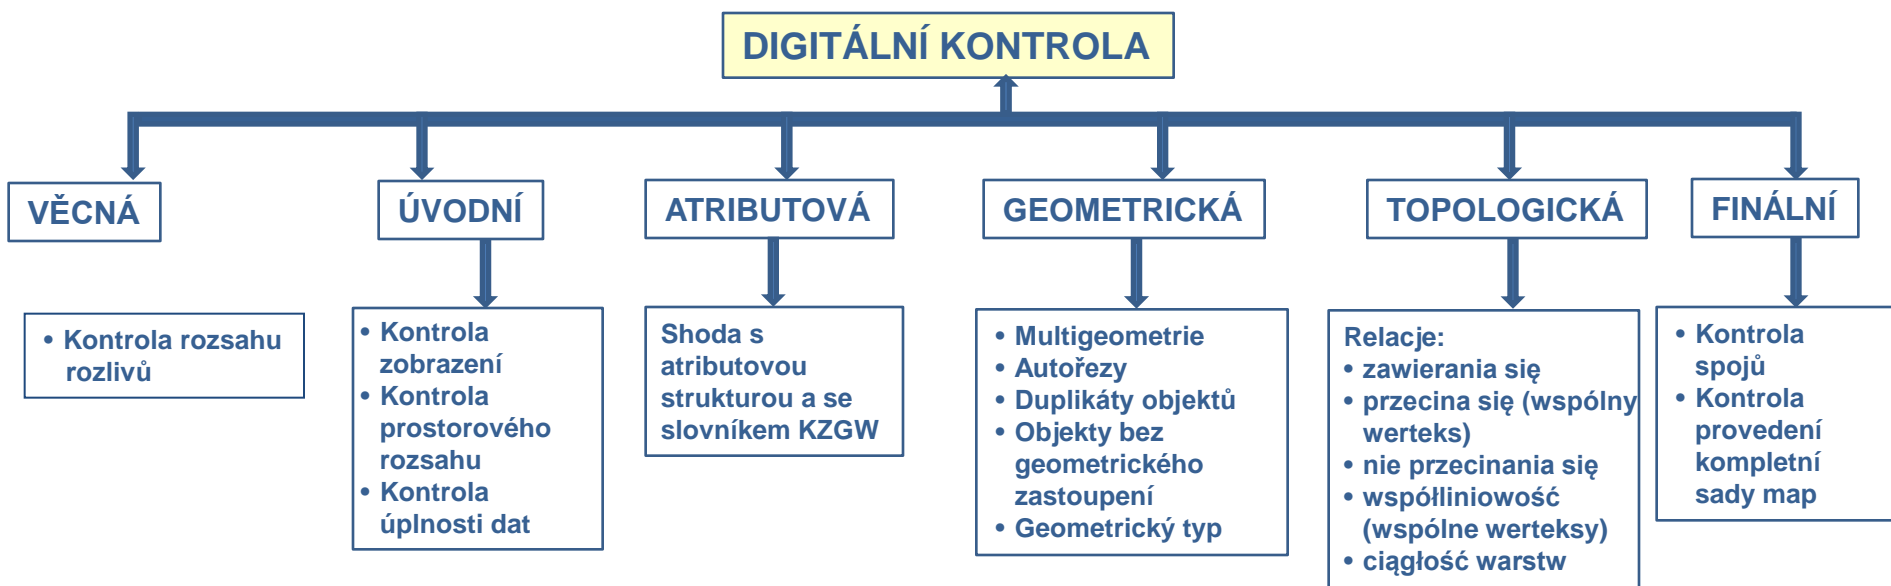 DIGITÁLNÍ KONTROLA
VĚCNÁ
ÚVODNÍ
ATRIBUTOVÁ
GEOMETRICKÁ
TOPOLOGICKÁ
FINÁLNÍ
• Kontrola rozsahu
rozlivů
• Kontrola
zobrazení
• Kontrola
prostorového
rozsahu
• Kontrola
úplnosti dat
Shoda s
atributovou
strukturou a se
slovníkem KZGW
• Multigeometrie
• Autořezy
• Duplikáty objektů
• Objekty bez
geometrického
zastoupení
• Geometrický typ
Relacje:
• zawierania się
• przecina się (wspólny
werteks)
• nie przecinania się
• współliniowość
(wspólne werteksy)
• ciągłość warstw
• Kontrola
spojů
• Kontrola
provedení
kompletní
sady map